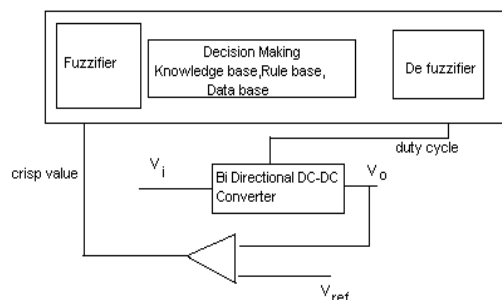 Fuzzifier
Decision Making
Knowledge base,Rule base,
Data base
De fuzzifier
duty cycle
crisp value
Vi
Bi Directional DC-DC
Converter
Vo
Vref